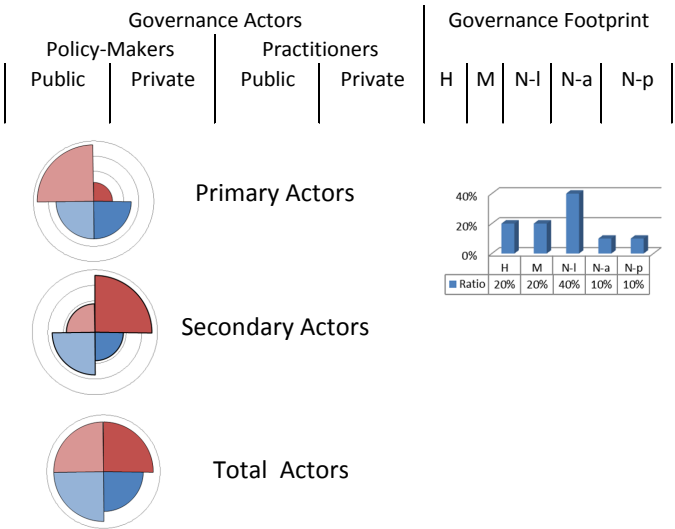 Governance Actors Governance Footprint
Policy-Makers Practitioners
Public Private Public Private H M N-l N-a N-p
Primary Actors
40%
20%
0%
H M N-l N-a N-p
Ratio 20% 20% 40% 10% 10%
Secondary Actors
Total Actors